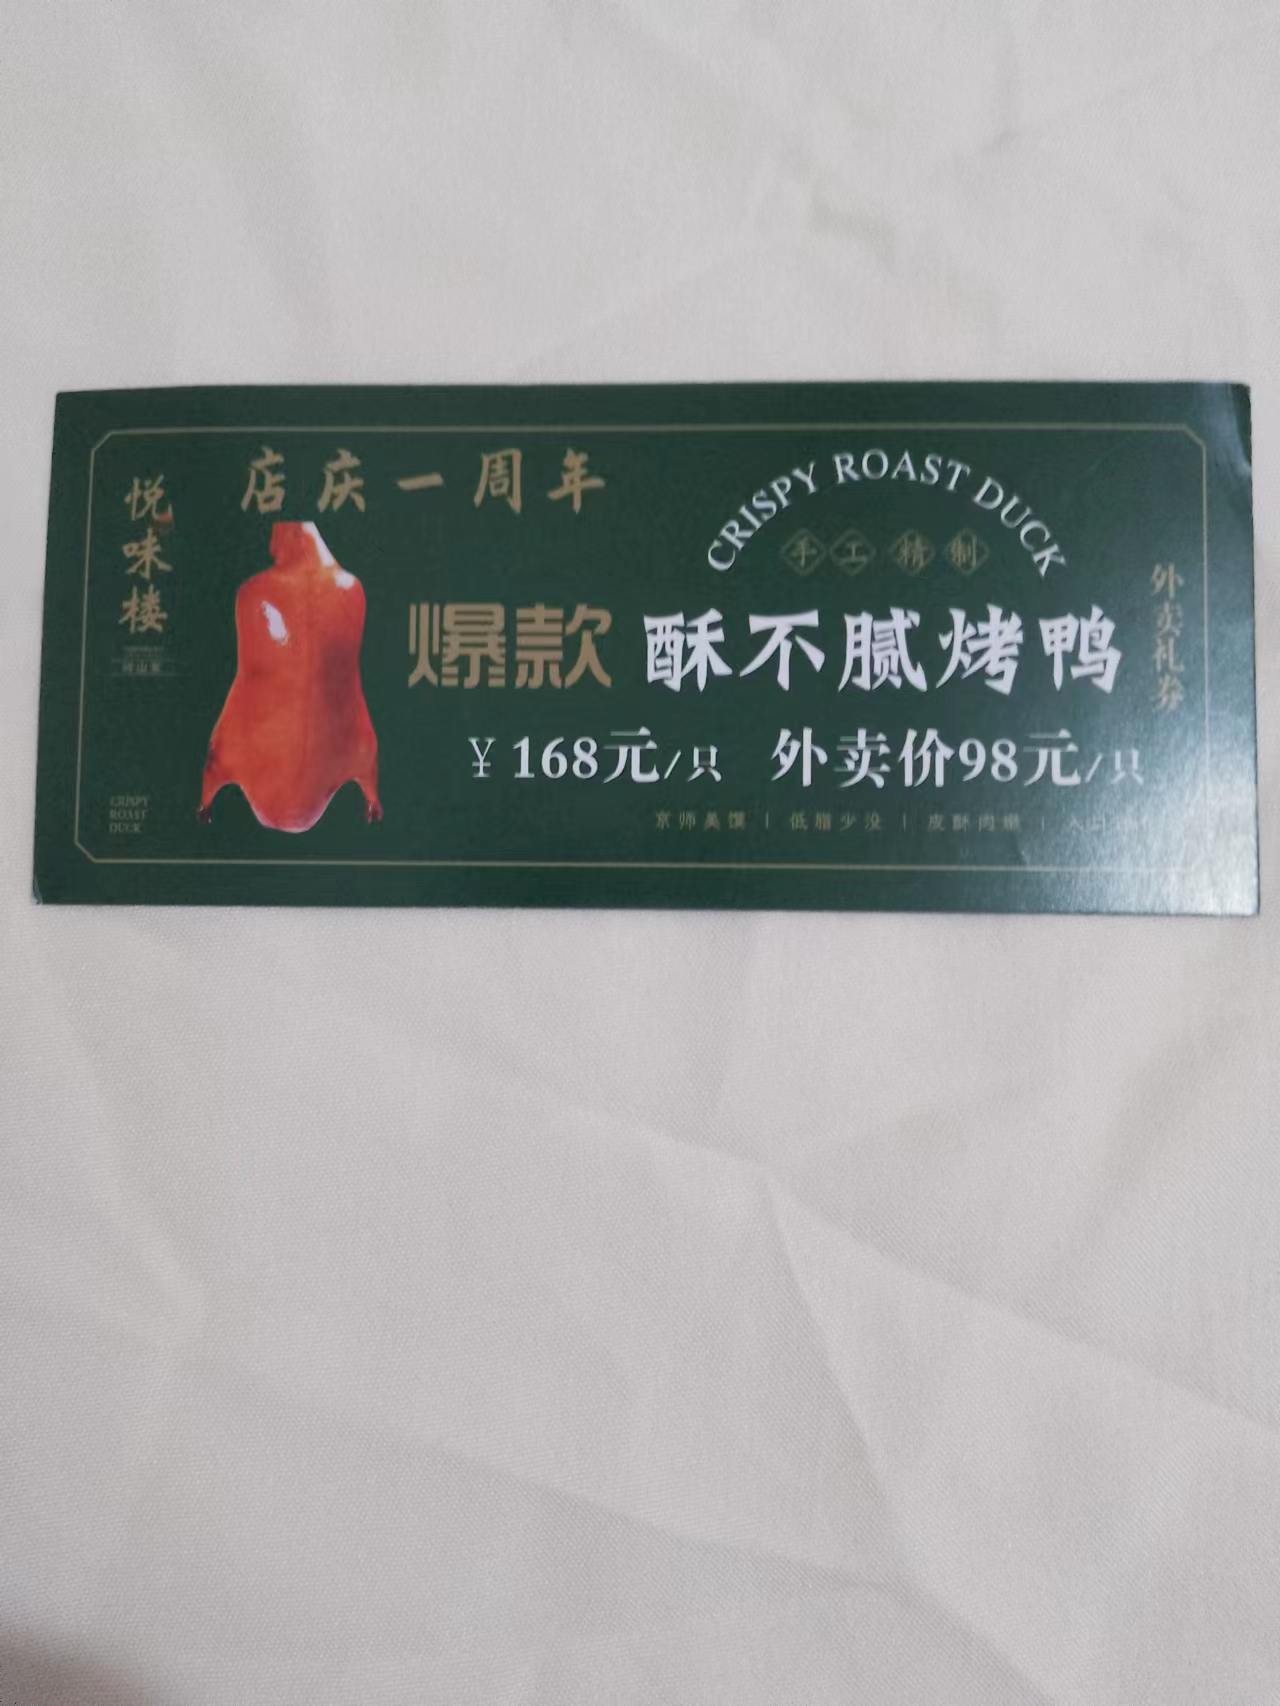 悦味楼
店庆一周年
CRISPY ROAST DUCK
手工精制
爆款 酥不腻烤鸭
外卖礼券
￥168元/只 外卖价98元/只
京师美馔 | 低脂少没 | 皮酥肉嫩 |
CRISPY
ROAST
DUCK